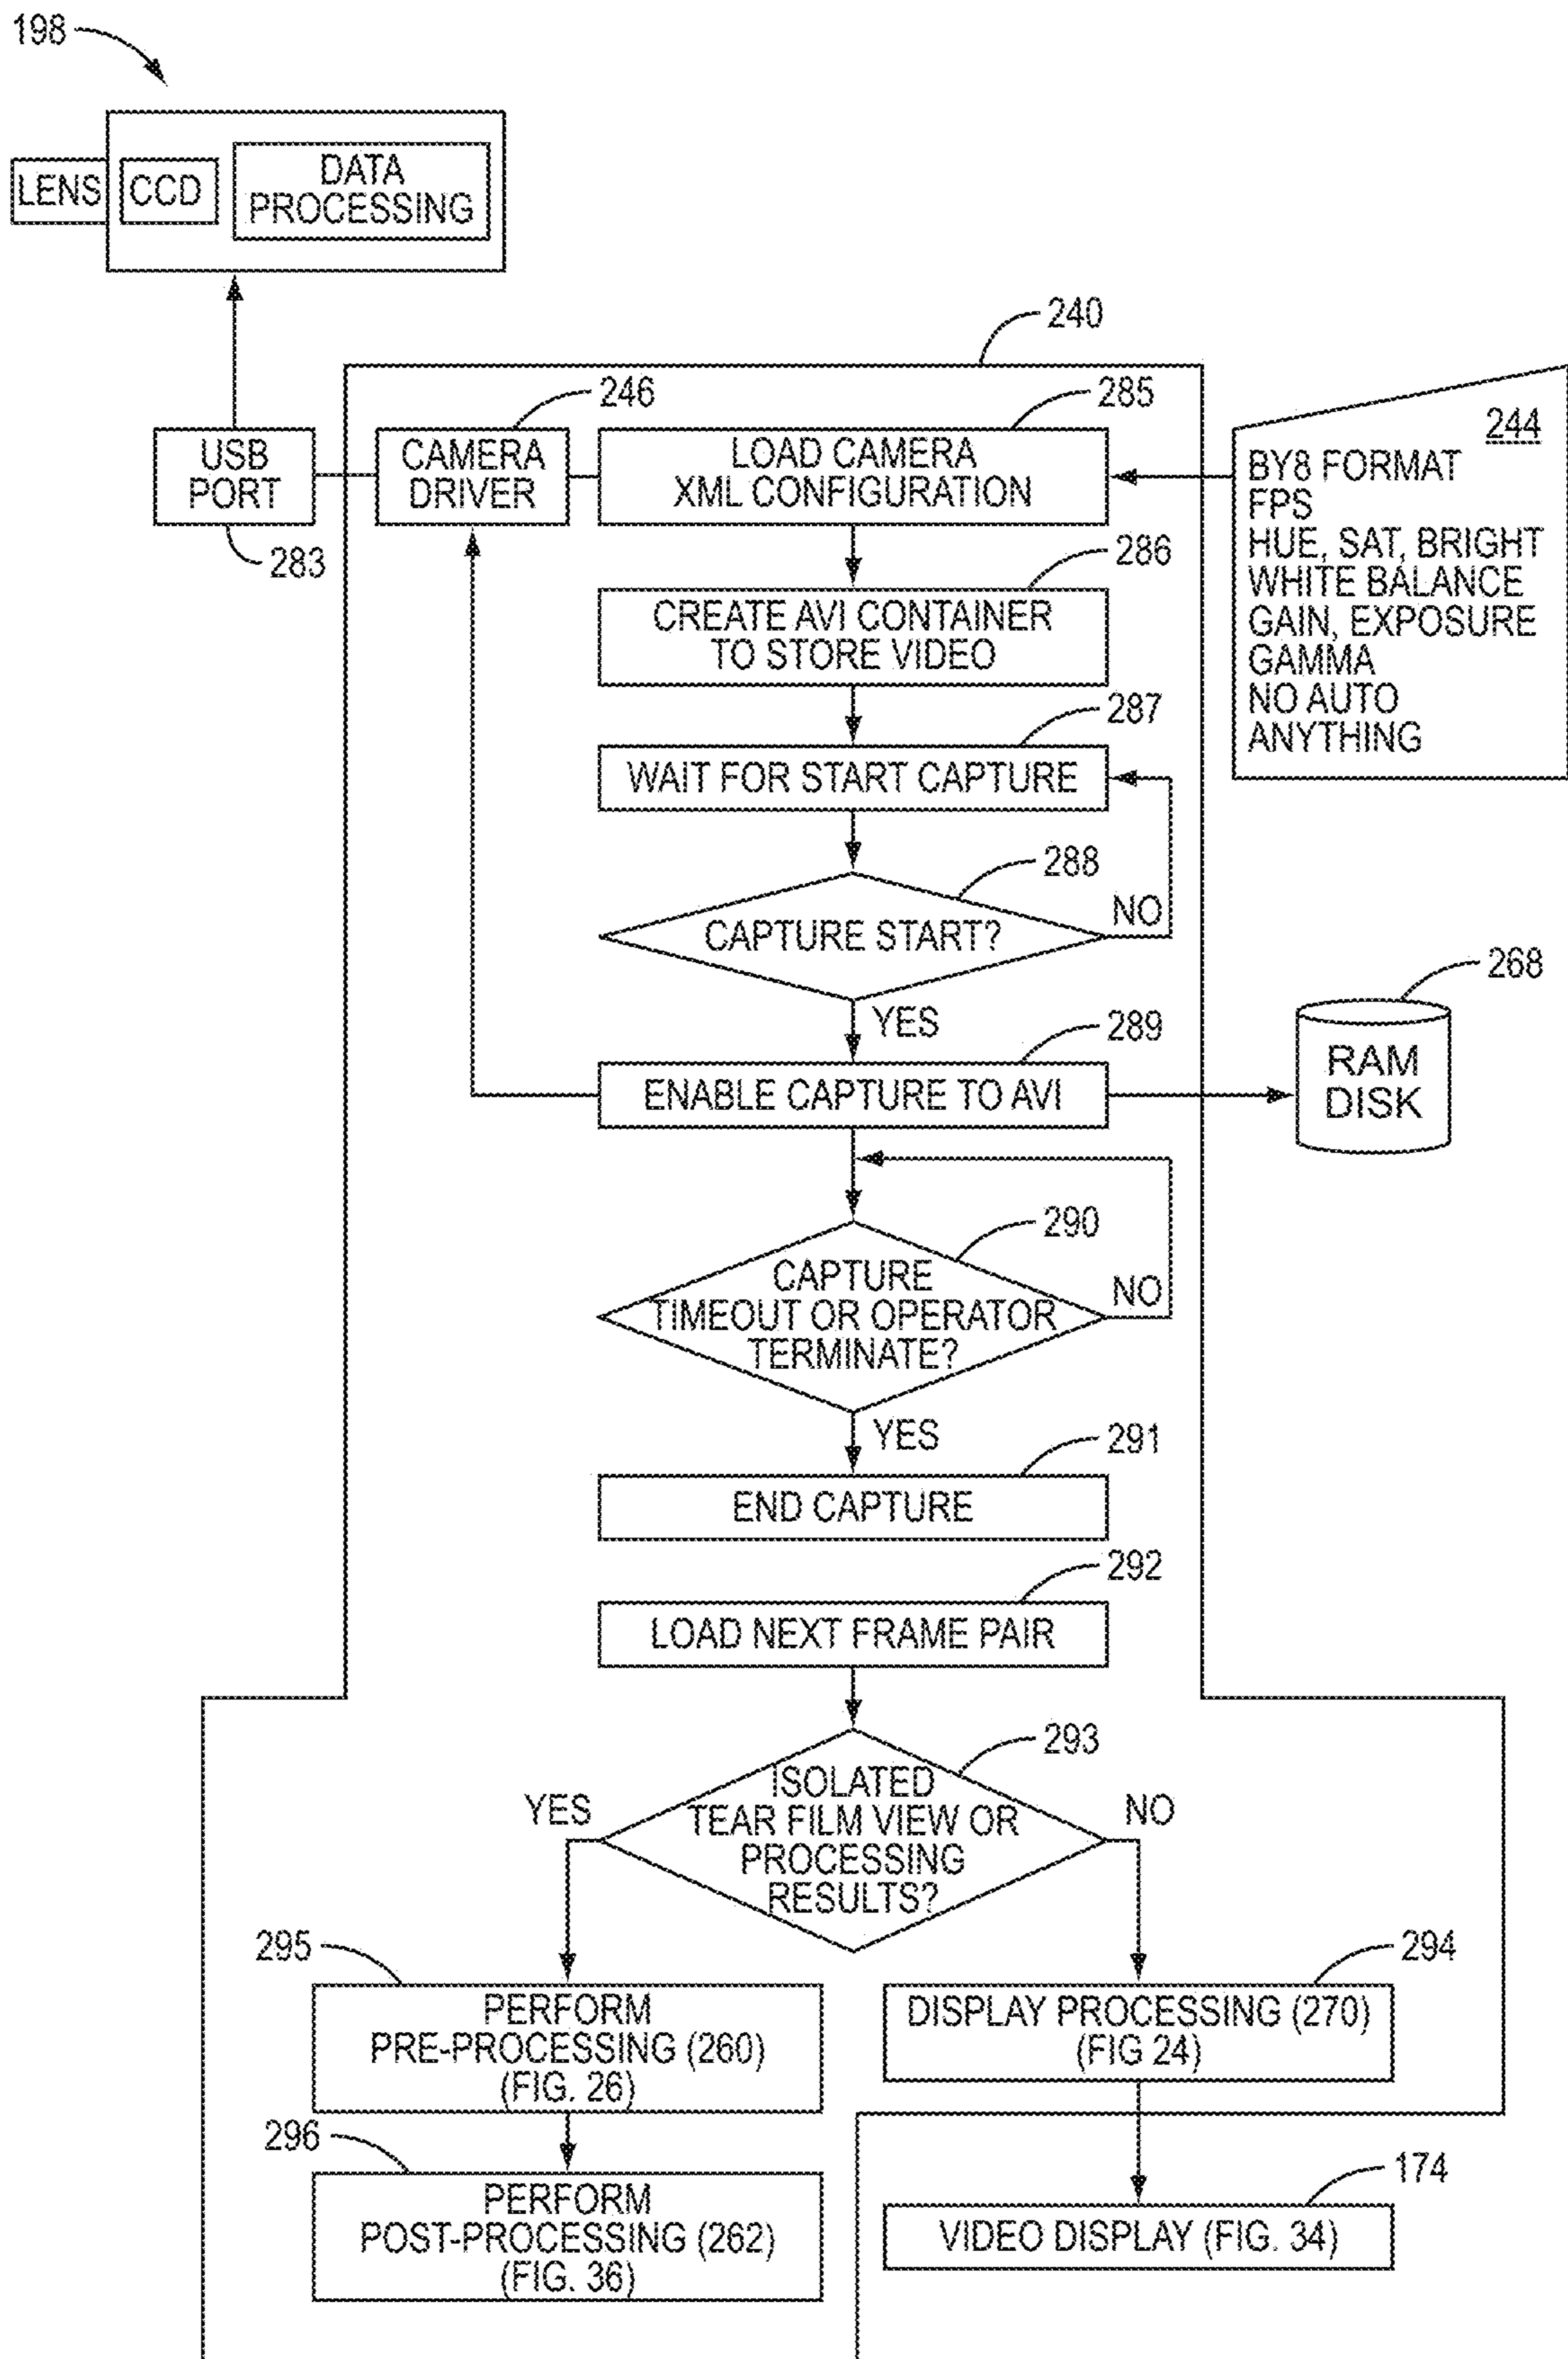 198
LENS
CCD
DATA
PROCESSING
240
246
285
USB
PORT
CAMERA
DRIVER
LOAD CAMERA
XML CONFIGURATION
283
244
BY8 FORMAT
FPS
HUE, SAT, BRIGHT
WHITE BALANCE
GAIN, EXPOSURE
GAMMA
NO AUTO
ANYTHING
286
CREATE AVI CONTAINER
TO STORE VIDEO
287
WAIT FOR START CAPTURE
288
CAPTURE START?
NO
YES
268
RAM
DISK
289
ENABLE CAPTURE TO AVI
290
CAPTURE
TIMEOUT OR OPERATOR
TERMINATE?
NO
YES
291
END CAPTURE
292
LOAD NEXT FRAME PAIR
293
ISOLATED
TEAR FILM VIEW OR
PROCESSING
RESULTS?
YES
NO
295
PERFORM
PRE-PROCESSING (260)
(FIG. 26)
294
DISPLAY PROCESSING (270)
(FIG 24)
296
PERFORM
POST-PROCESSING (262)
(FIG. 36)
174
VIDEO DISPLAY (FIG. 34)